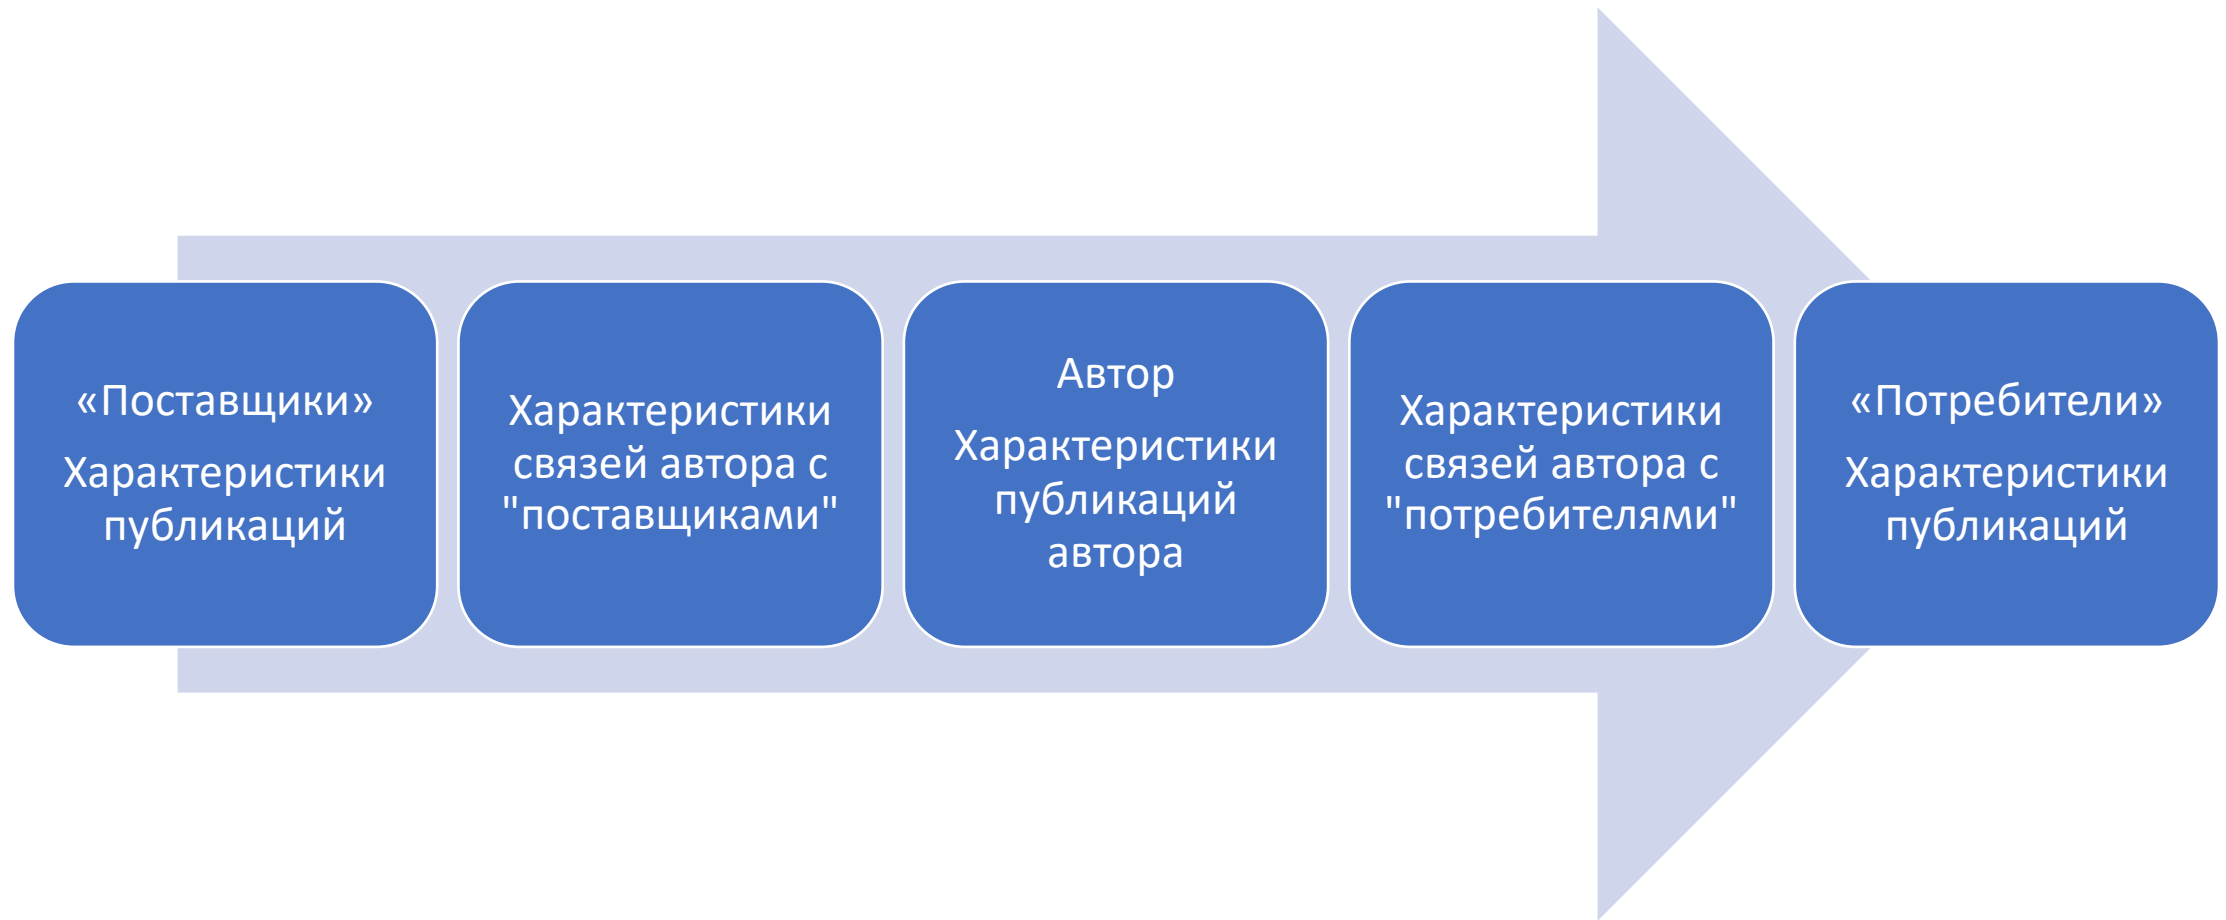 «Поставщики»
Характеристики
публикаций
Характеристики
связей автора с
"поставщиками"
Автор
Характеристики
публикаций
автора
Характеристики
связей автора с
"потребителями"
«Потребители»
Характеристики
публикаций